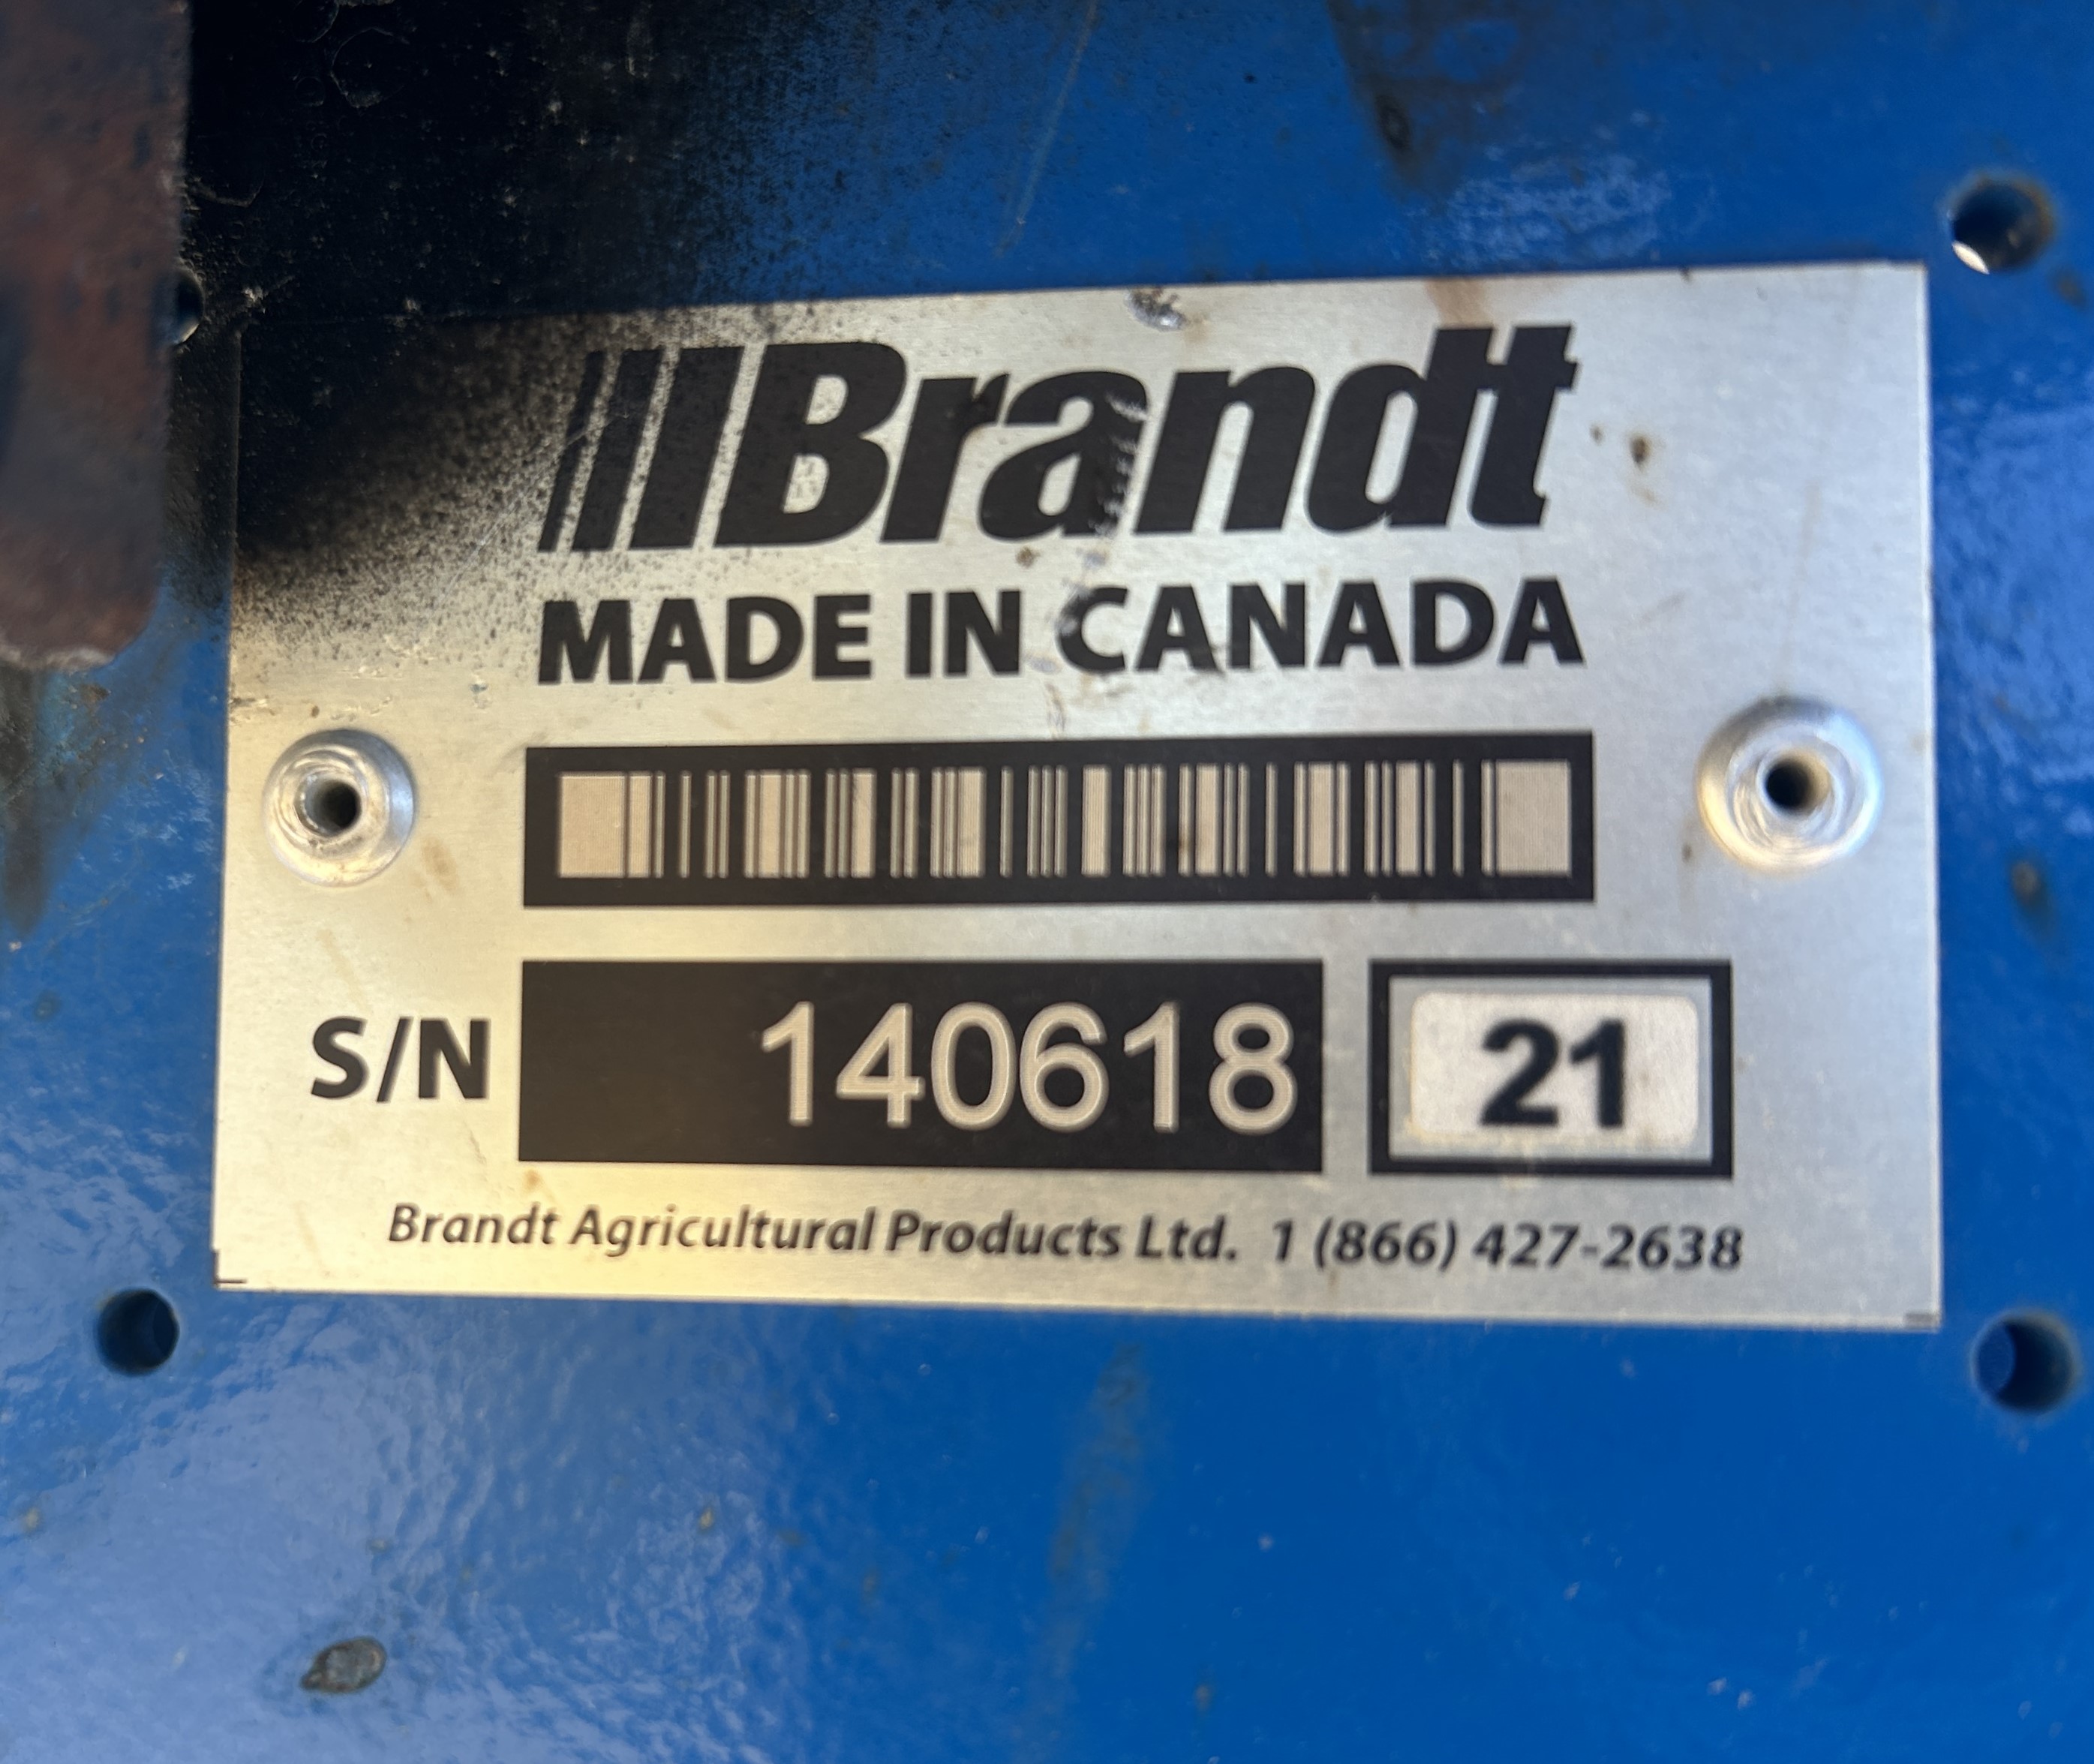 Brandt
MADE IN CANADA
S/N 140618 21
Brandt Agricultural Products Ltd. 1 (866) 427-2638